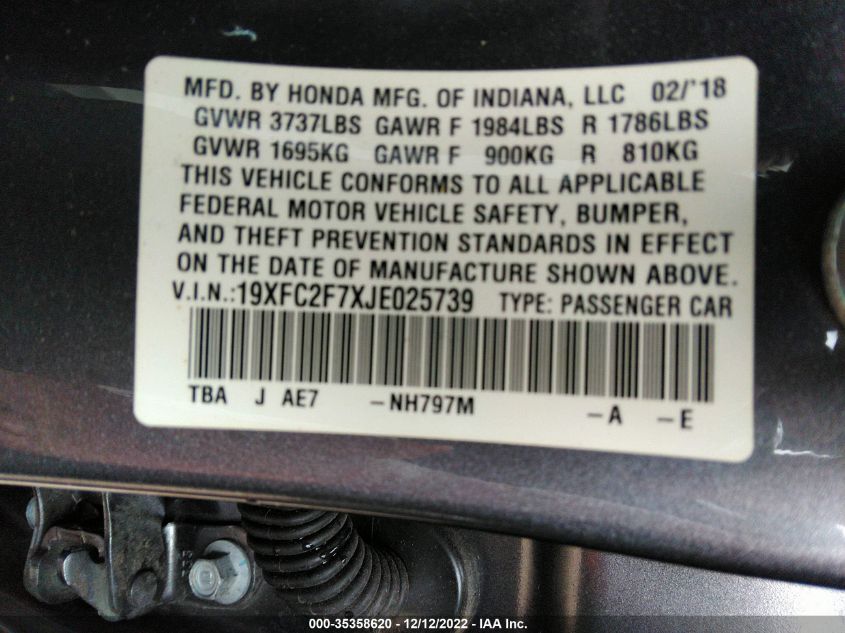 MFD. BY HONDA MFG. OF INDIANA, LLC 02/'18
GVWR 3737LBS GAWR F 1984LBS R 1786LBS
GVWR 1695KG GAWR F 900KG R 810KG
THIS VEHICLE CONFORMS TO ALL APPLICABLE
FEDERAL MOTOR VEHICLE SAFETY, BUMPER,
AND THEFT PREVENTION STANDARDS IN EFFECT
ON THE DATE OF MANUFACTURE SHOWN ABOVE.
V.I.N.:19XFC2F7XJE025739 TYPE: PASSENGER CAR
TBA J AE7 -NH797M -A -E
000-35358620 - 12/12/2022 - IAA Inc.